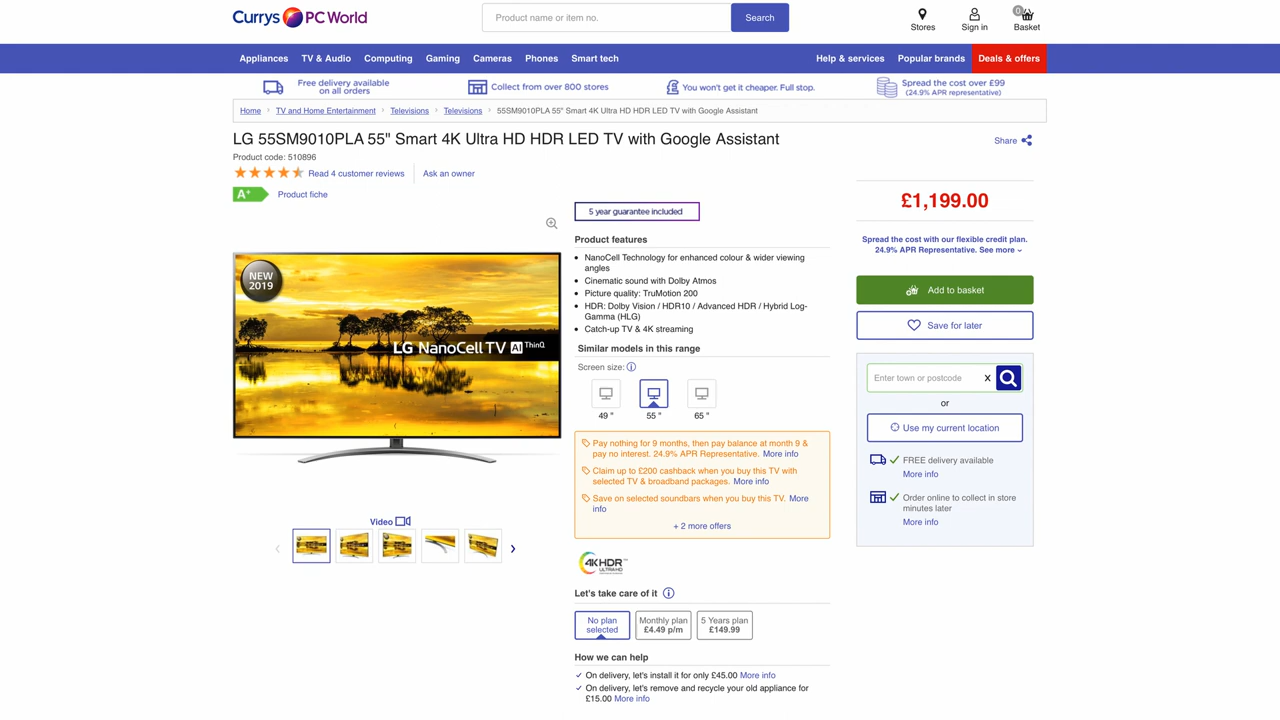 Currys PC World
Product name or item no.
Search
Stores
Sign in
0
Basket
Appliances
TV & Audio
Computing
Gaming
Cameras
Phones
Smart tech
Help & services
Popular brands
Deals & offers
Free delivery available
on all orders
Collect from over 800 stores
You won't get it cheaper. Full stop.
Spread the cost over £99
(24.9% APR representative)
Home
TV and Home Entertainment
Televisions
Televisions
55SM9010PLA 55" Smart 4K Ultra HD HDR LED TV with Google Assistant
LG 55SM9010PLA 55" Smart 4K Ultra HD HDR LED TV with Google Assistant
Share
Product code: 510896
Read 4 customer reviews
Ask an owner
A+
Product fiche
5 year guarantee included
Product features
NanoCell Technology for enhanced colour & wider viewing
angles
Cinematic sound with Dolby Atmos
Picture quality: TruMotion 200
HDR: Dolby Vision / HDR10 / Advanced HDR / Hybrid Log-
Gamma (HLG)
Catch-up TV & 4K streaming
Similar models in this range
Screen size:
49 "
55 "
65 "
Pay nothing for 9 months, then pay balance at month 9 &
pay no interest. 24.9% APR Representative. More info
Claim up to £200 cashback when you buy this TV with
selected TV & broadband packages. More info
Save on selected soundbars when you buy this TV. More
info
+ 2 more offers
4K HDR
ULTRA HD
Let's take care of it
No plan
selected
Monthly plan
£4.49 p/m
5 Years plan
£149.99
How we can help
On delivery, let's install it for only £45.00 More info
On delivery, let's remove and recycle your old appliance for
£15.00 More info
NEW
2019
LG NanoCell TV AI ThinQ
Video
£1,199.00
Spread the cost with our flexible credit plan.
24.9% APR Representative. See more
Add to basket
Save for later
Enter town or postcode
X
or
Use my current location
FREE delivery available
More info
Order online to collect in store
minutes later
More info